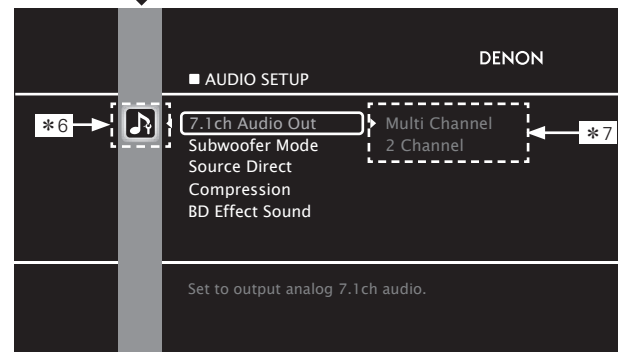 DENON
■ AUDIO SETUP
*6
7.1ch Audio Out
Multi Channel
*7
Subwoofer Mode
2 Channel
Source Direct
Compression
BD Effect Sound
Set to output analog 7.1ch audio.